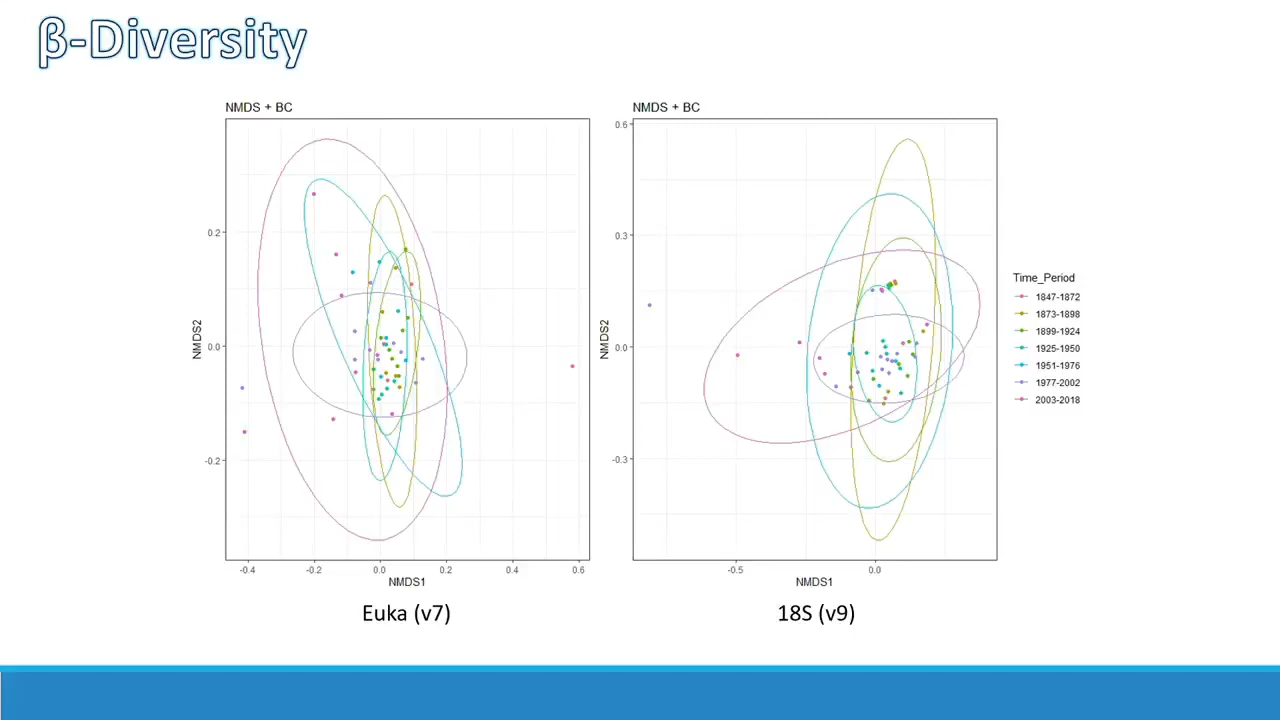 β-Diversity
NMDS + BC
NMDS2
0.2
0.0
-0.2
-0.4
-0.2
0.0
0.2
0.4
0.6
NMDS1
Euka (v7)
NMDS + BC
NMDS2
0.6
0.3
0.0
-0.3
-0.5
0.0
NMDS1
18S (v9)
Time_Period
1847-1872
1873-1898
1899-1924
1925-1950
1951-1976
1977-2002
2003-2018